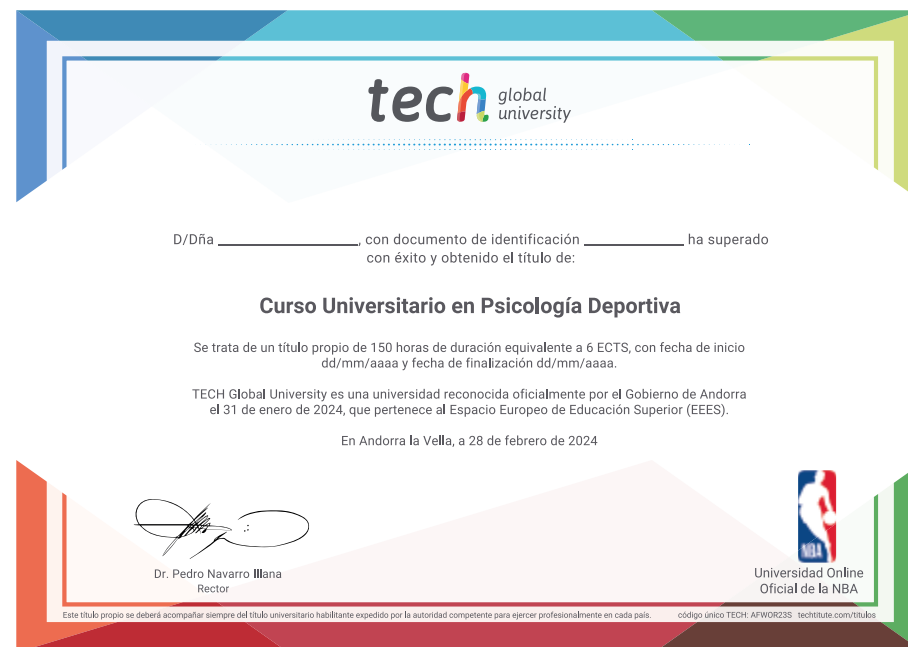 tech global university
D/Dña ____________, con documento de identificación ____________ ha superado
con éxito y obtenido el título de:
Curso Universitario en Psicología Deportiva
Se trata de un título propio de 150 horas de duración equivalente a 6 ECTS, con fecha de inicio
dd/mm/aaaa y fecha de finalización dd/mm/aaaa.
TECH Global University es una universidad reconocida oficialmente por el Gobierno de Andorra
el 31 de enero de 2024, que pertenece al Espacio Europeo de Educación Superior (EEES).
En Andorra la Vella, a 28 de febrero de 2024
Dr. Pedro Navarro Illana
Rector
NBA
Universidad Online
Oficial de la NBA
Este título propio se deberá acompañar siempre del título universitario habilitante expedido por la autoridad competente para ejercer profesionalmente en cada país. código único TECH: AFWOR23S techtitute.com/titulos